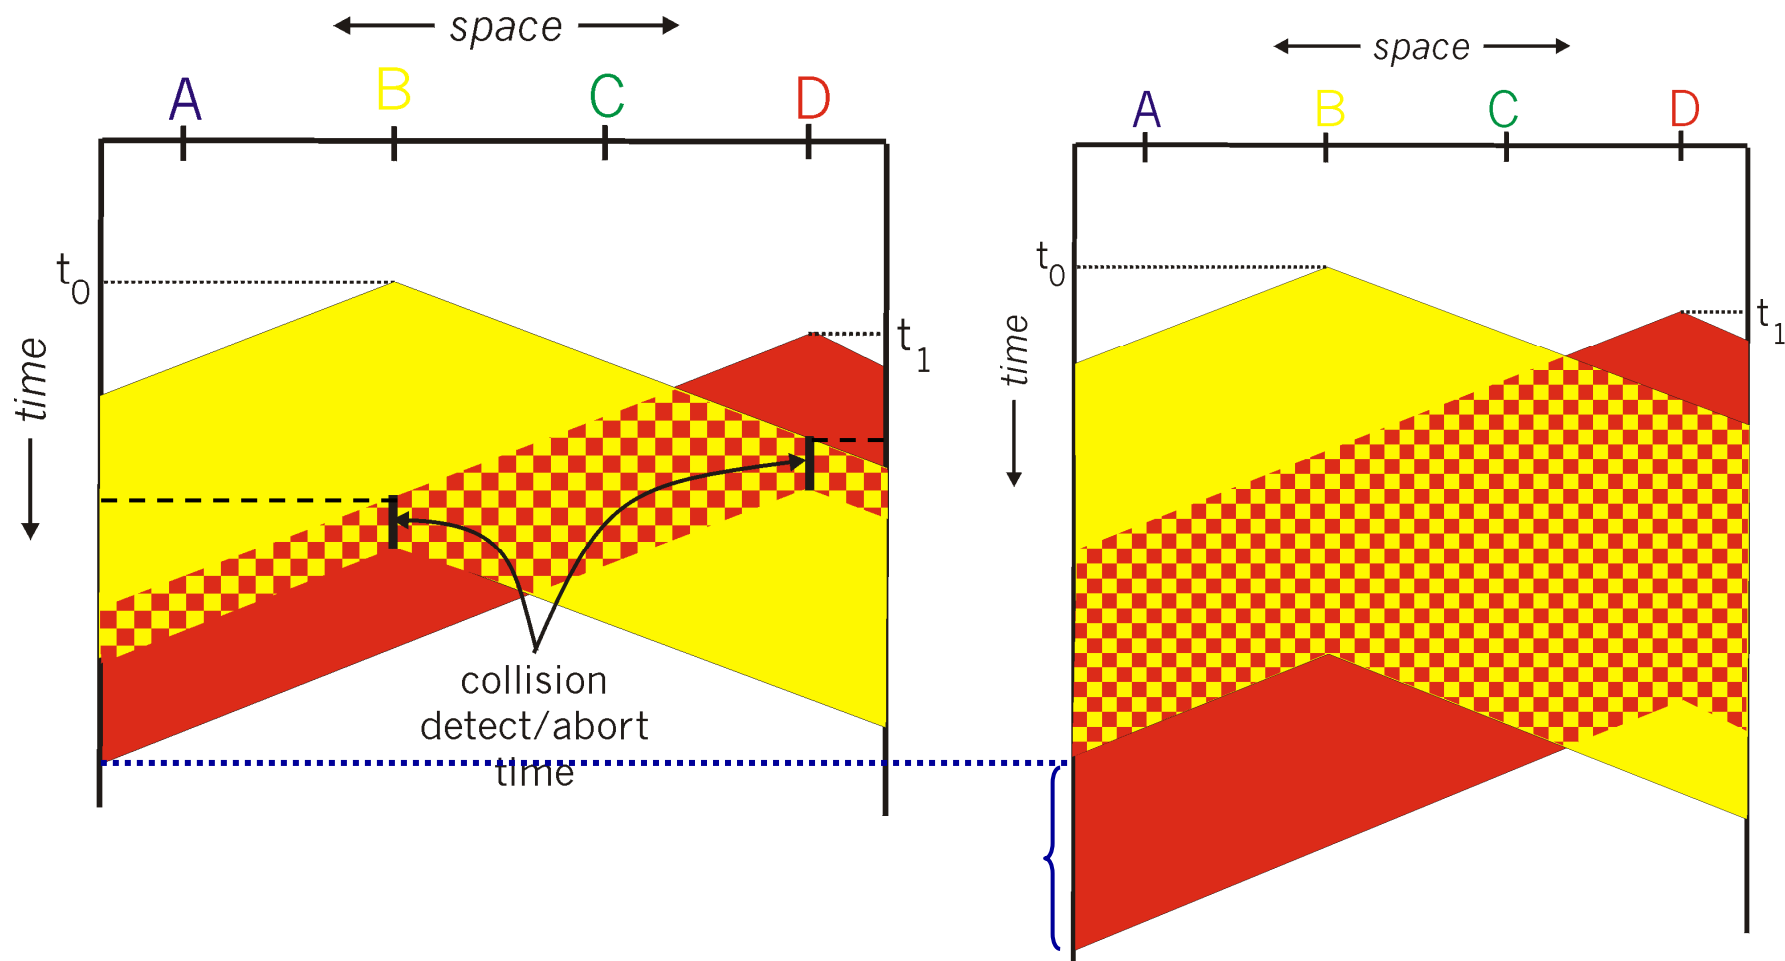 space
A B C D
t0
t1
time
collision
detect/abort
time
space
A B C D
t0
t1
time